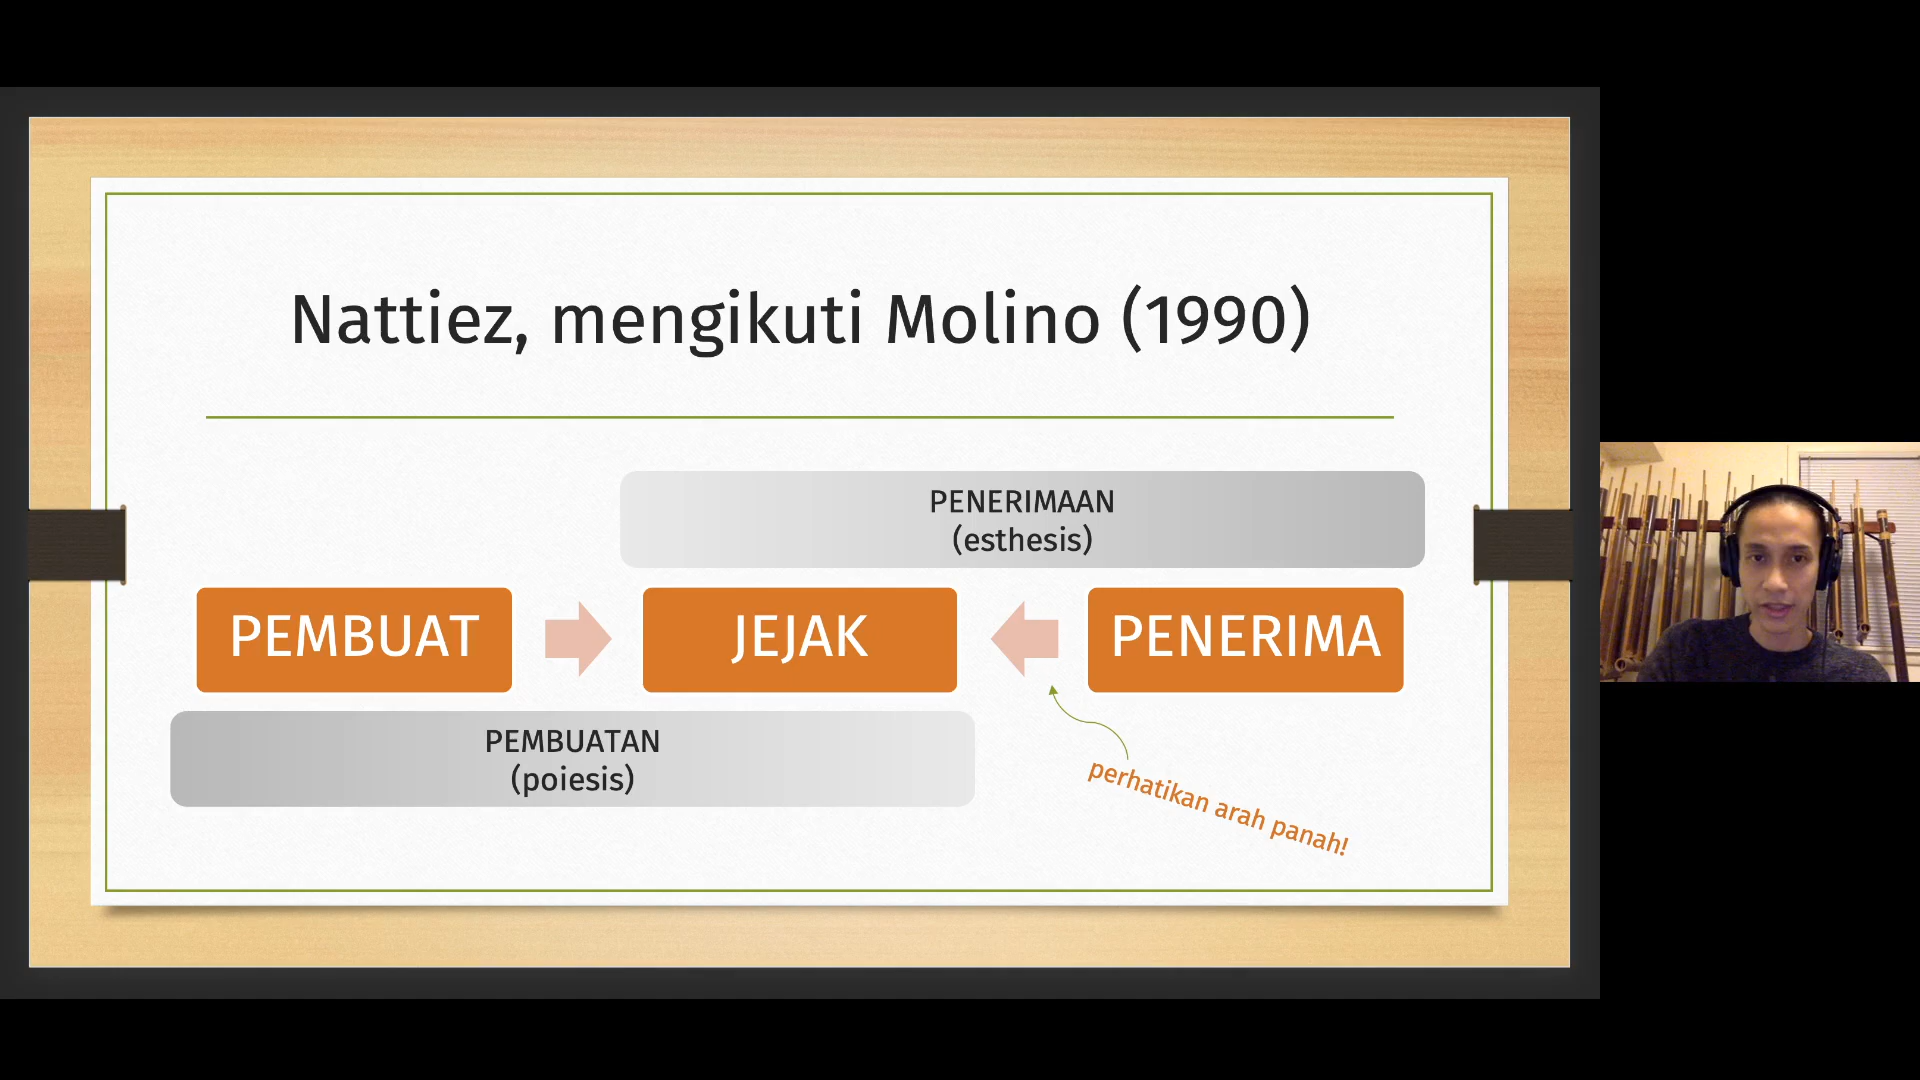 Nattiez, mengikuti Molino (1990)
PENERIMAAN
(esthesis)
PEMBUAT
JEJAK
PENERIMA
PEMBUATAN
(poiesis)
perhatikan arah panah!